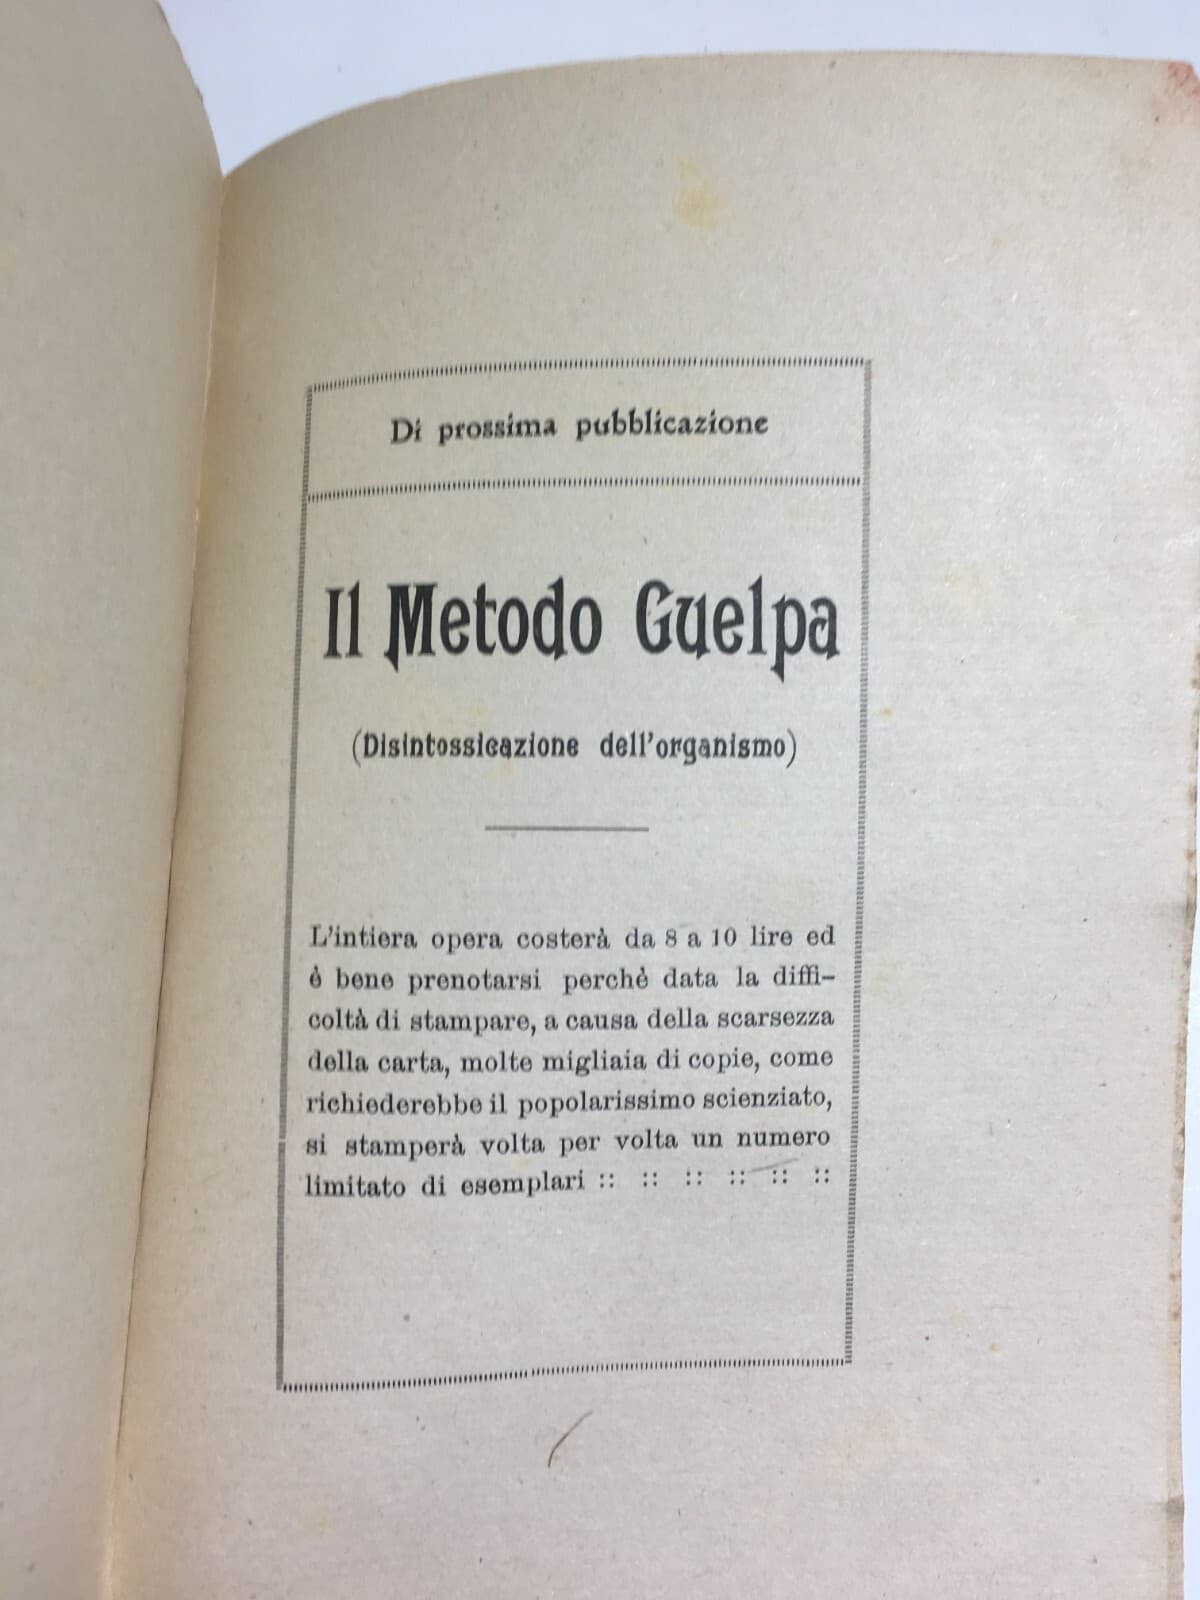 Di prossima pubblicazione
Il Metodo Guelpa
(Disintossicazione dell'organismo)
L'intiera opera costerà da 8 a 10 lire ed
è bene prenotarsi perchè data la diffi-
coltà di stampare, a causa della scarsezza
della carta, molte migliaia di copie, come
richiederebbe il popolarissimo scienziato,
si stamperà volta per volta un numero
limitato di esemplari :: :: :: :: :: ::